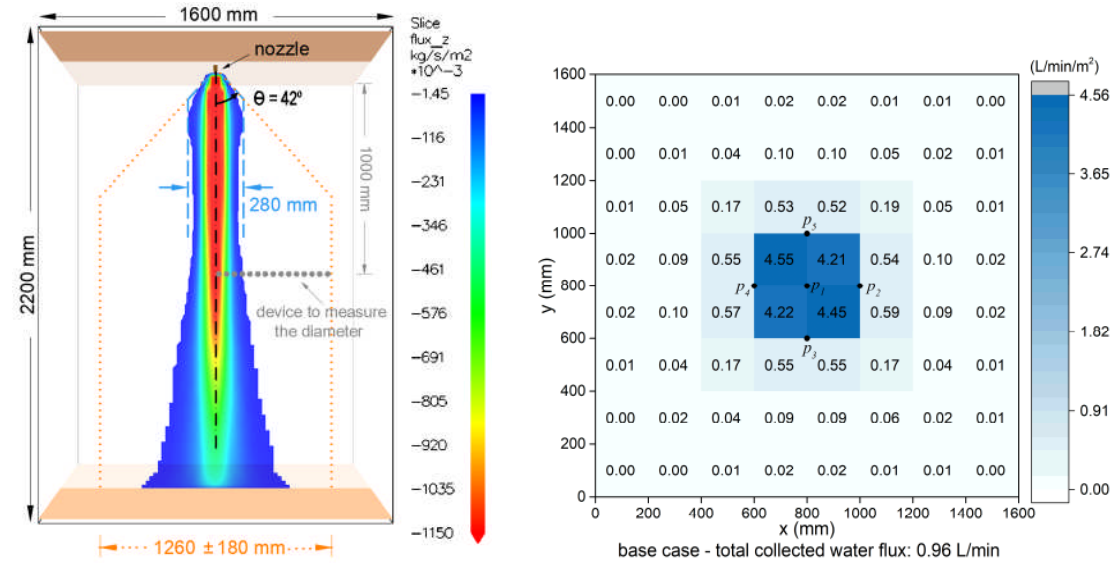 1600 mm
nozzle
Θ = 42º
1000 mm
280 mm
2200 mm
device to measure
the diameter
1260 ± 180 mm
Slice
flux_z
kg/s/m2
*10^-3
-1.45
-116
-231
-346
-461
-576
-691
-805
-920
-1035
-1150
(L/min/m²)
4.56
3.65
2.74
1.82
0.91
0.00
y (mm)
1600
1400
1200
1000
800
600
400
200
0
0.00 0.00 0.01 0.02 0.02 0.01 0.00 0.00
0.00 0.01 0.04 0.10 0.10 0.05 0.02 0.01
0.01 0.05 0.17 0.53 0.52 0.19 0.05 0.01
p5
0.02 0.09 0.55 4.55 4.21 0.54 0.10 0.02
p4 p1 p2
0.02 0.10 0.57 4.22 4.45 0.59 0.09 0.02
p3
0.01 0.04 0.17 0.55 0.55 0.17 0.04 0.01
0.00 0.02 0.04 0.09 0.09 0.06 0.02 0.01
0.00 0.00 0.01 0.02 0.02 0.01 0.01 0.00
0 200 400 600 800 1000 1200 1400 1600
x (mm)
base case - total collected water flux: 0.96 L/min